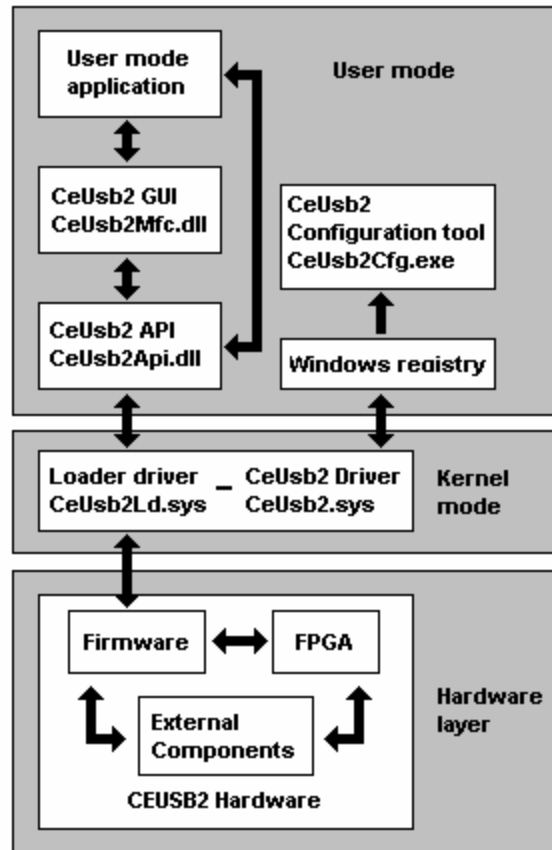 User mode
application
User mode
CeUsb2 GUI
CeUsb2Mfc.dll
CeUsb2
Configuration tool
CeUsb2Cfg.exe
CeUsb2 API
CeUsb2Api.dll
Windows registry
Loader driver – CeUsb2 Driver
CeUsb2Ld.sys CeUsb2.sys
Kernel
mode
Firmware
FPGA
External
Components
CEUSB2 Hardware
Hardware
layer